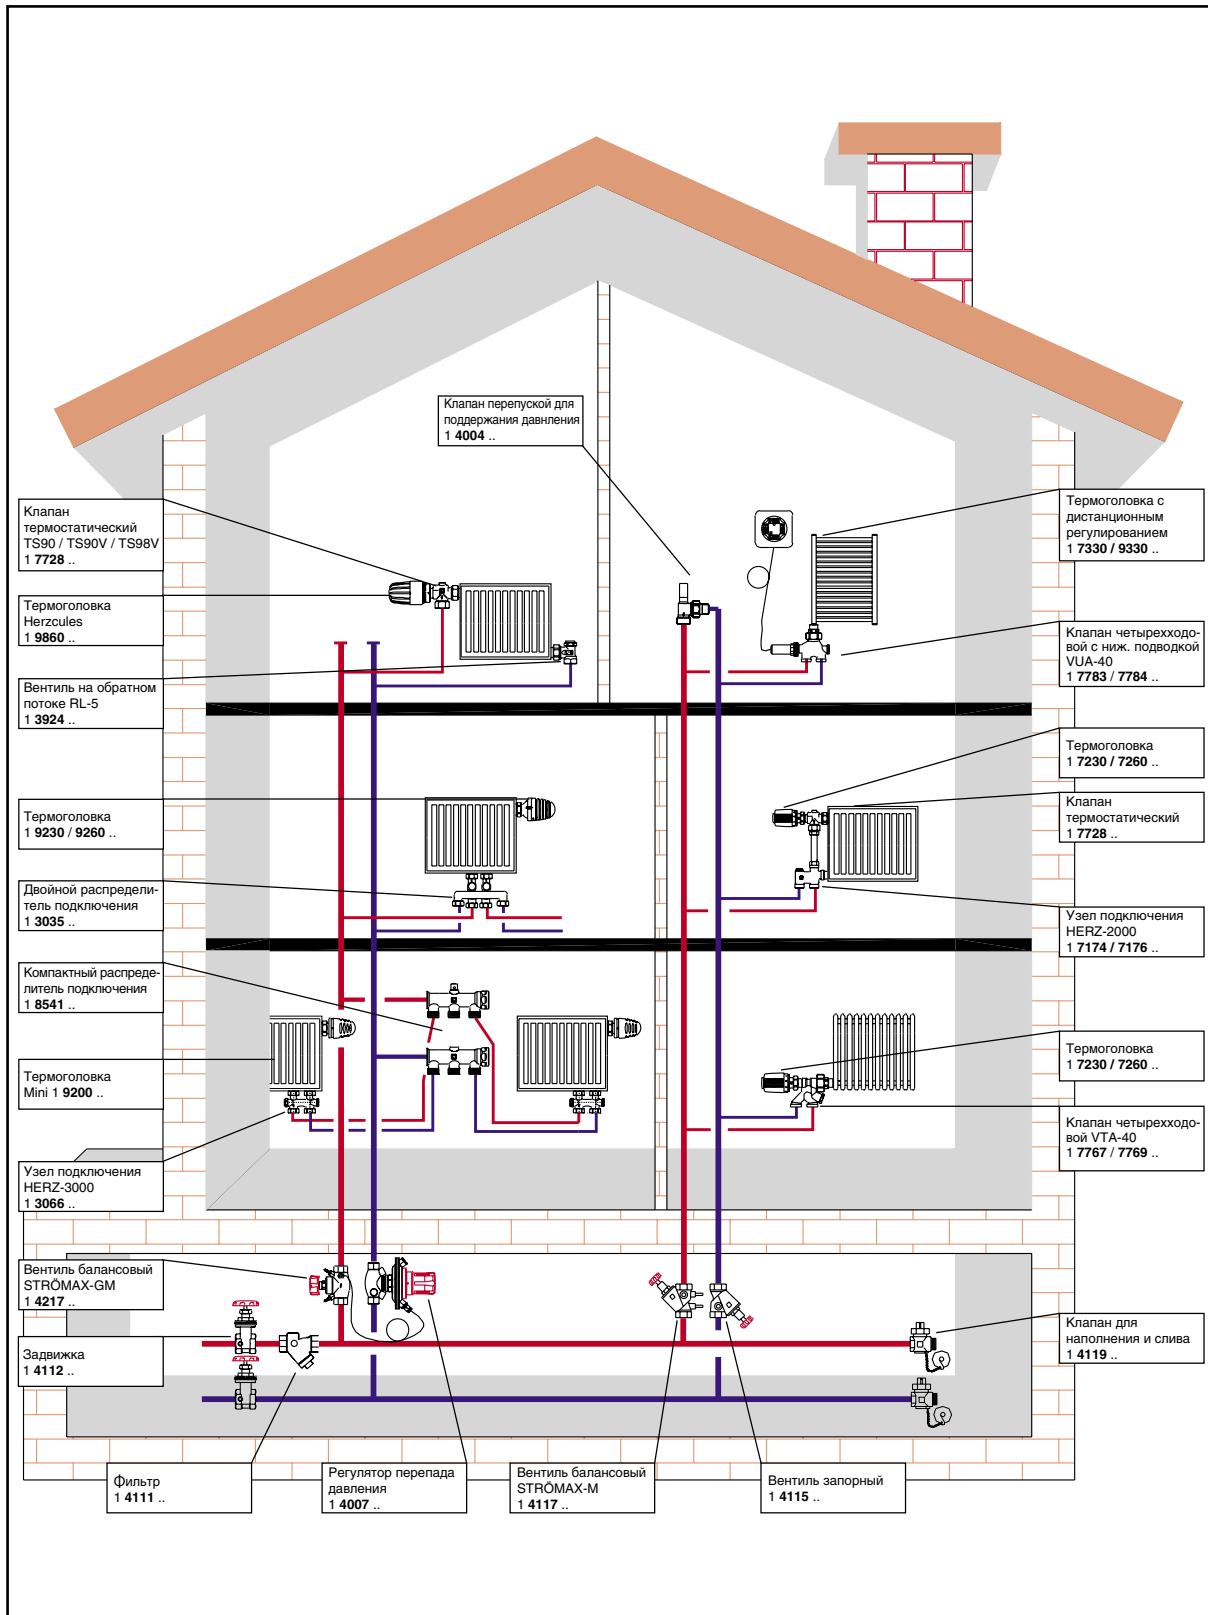 Клапан перепуской для
поддержания давнления
1 4004 ..
Клапан
термостатический
TS90 / TS90V / TS98V
1 7728 ..
Термоголовка
Herzcules
1 9860 ..
Вентиль на обратном
потоке RL-5
1 3924 ..
Термоголовка
1 9230 / 9260 ..
Двойной распредели-
тель подключения
1 3035 ..
Компактный распреде-
литель подключения
1 8541 ..
Термоголовка
Mini 1 9200 ..
Узел подключения
HERZ-3000
1 3066 ..
Вентиль балансовый
STRÖMAX-GM
1 4217 ..
Задвижка
1 4112 ..
Термоголовка с
дистанционным
регулированием
1 7330 / 9330 ..
Клапан четырехходо-
вой с ниж. подводкой
VUA-40
1 7783 / 7784 ..
Термоголовка
1 7230 / 7260 ..
Клапан
термостатический
1 7728 ..
Узел подключения
HERZ-2000
1 7174 / 7176 ..
Термоголовка
1 7230 / 7260 ..
Клапан четырехходо-
вой VTA-40
1 7767 / 7769 ..
Клапан для
наполнения и слива
1 4119 ..
Фильтр
1 4111 ..
Регулятор перепада
давления
1 4007 ..
Вентиль балансовый
STRÖMAX-M
1 4117 ..
Вентиль запорный
1 4115 ..